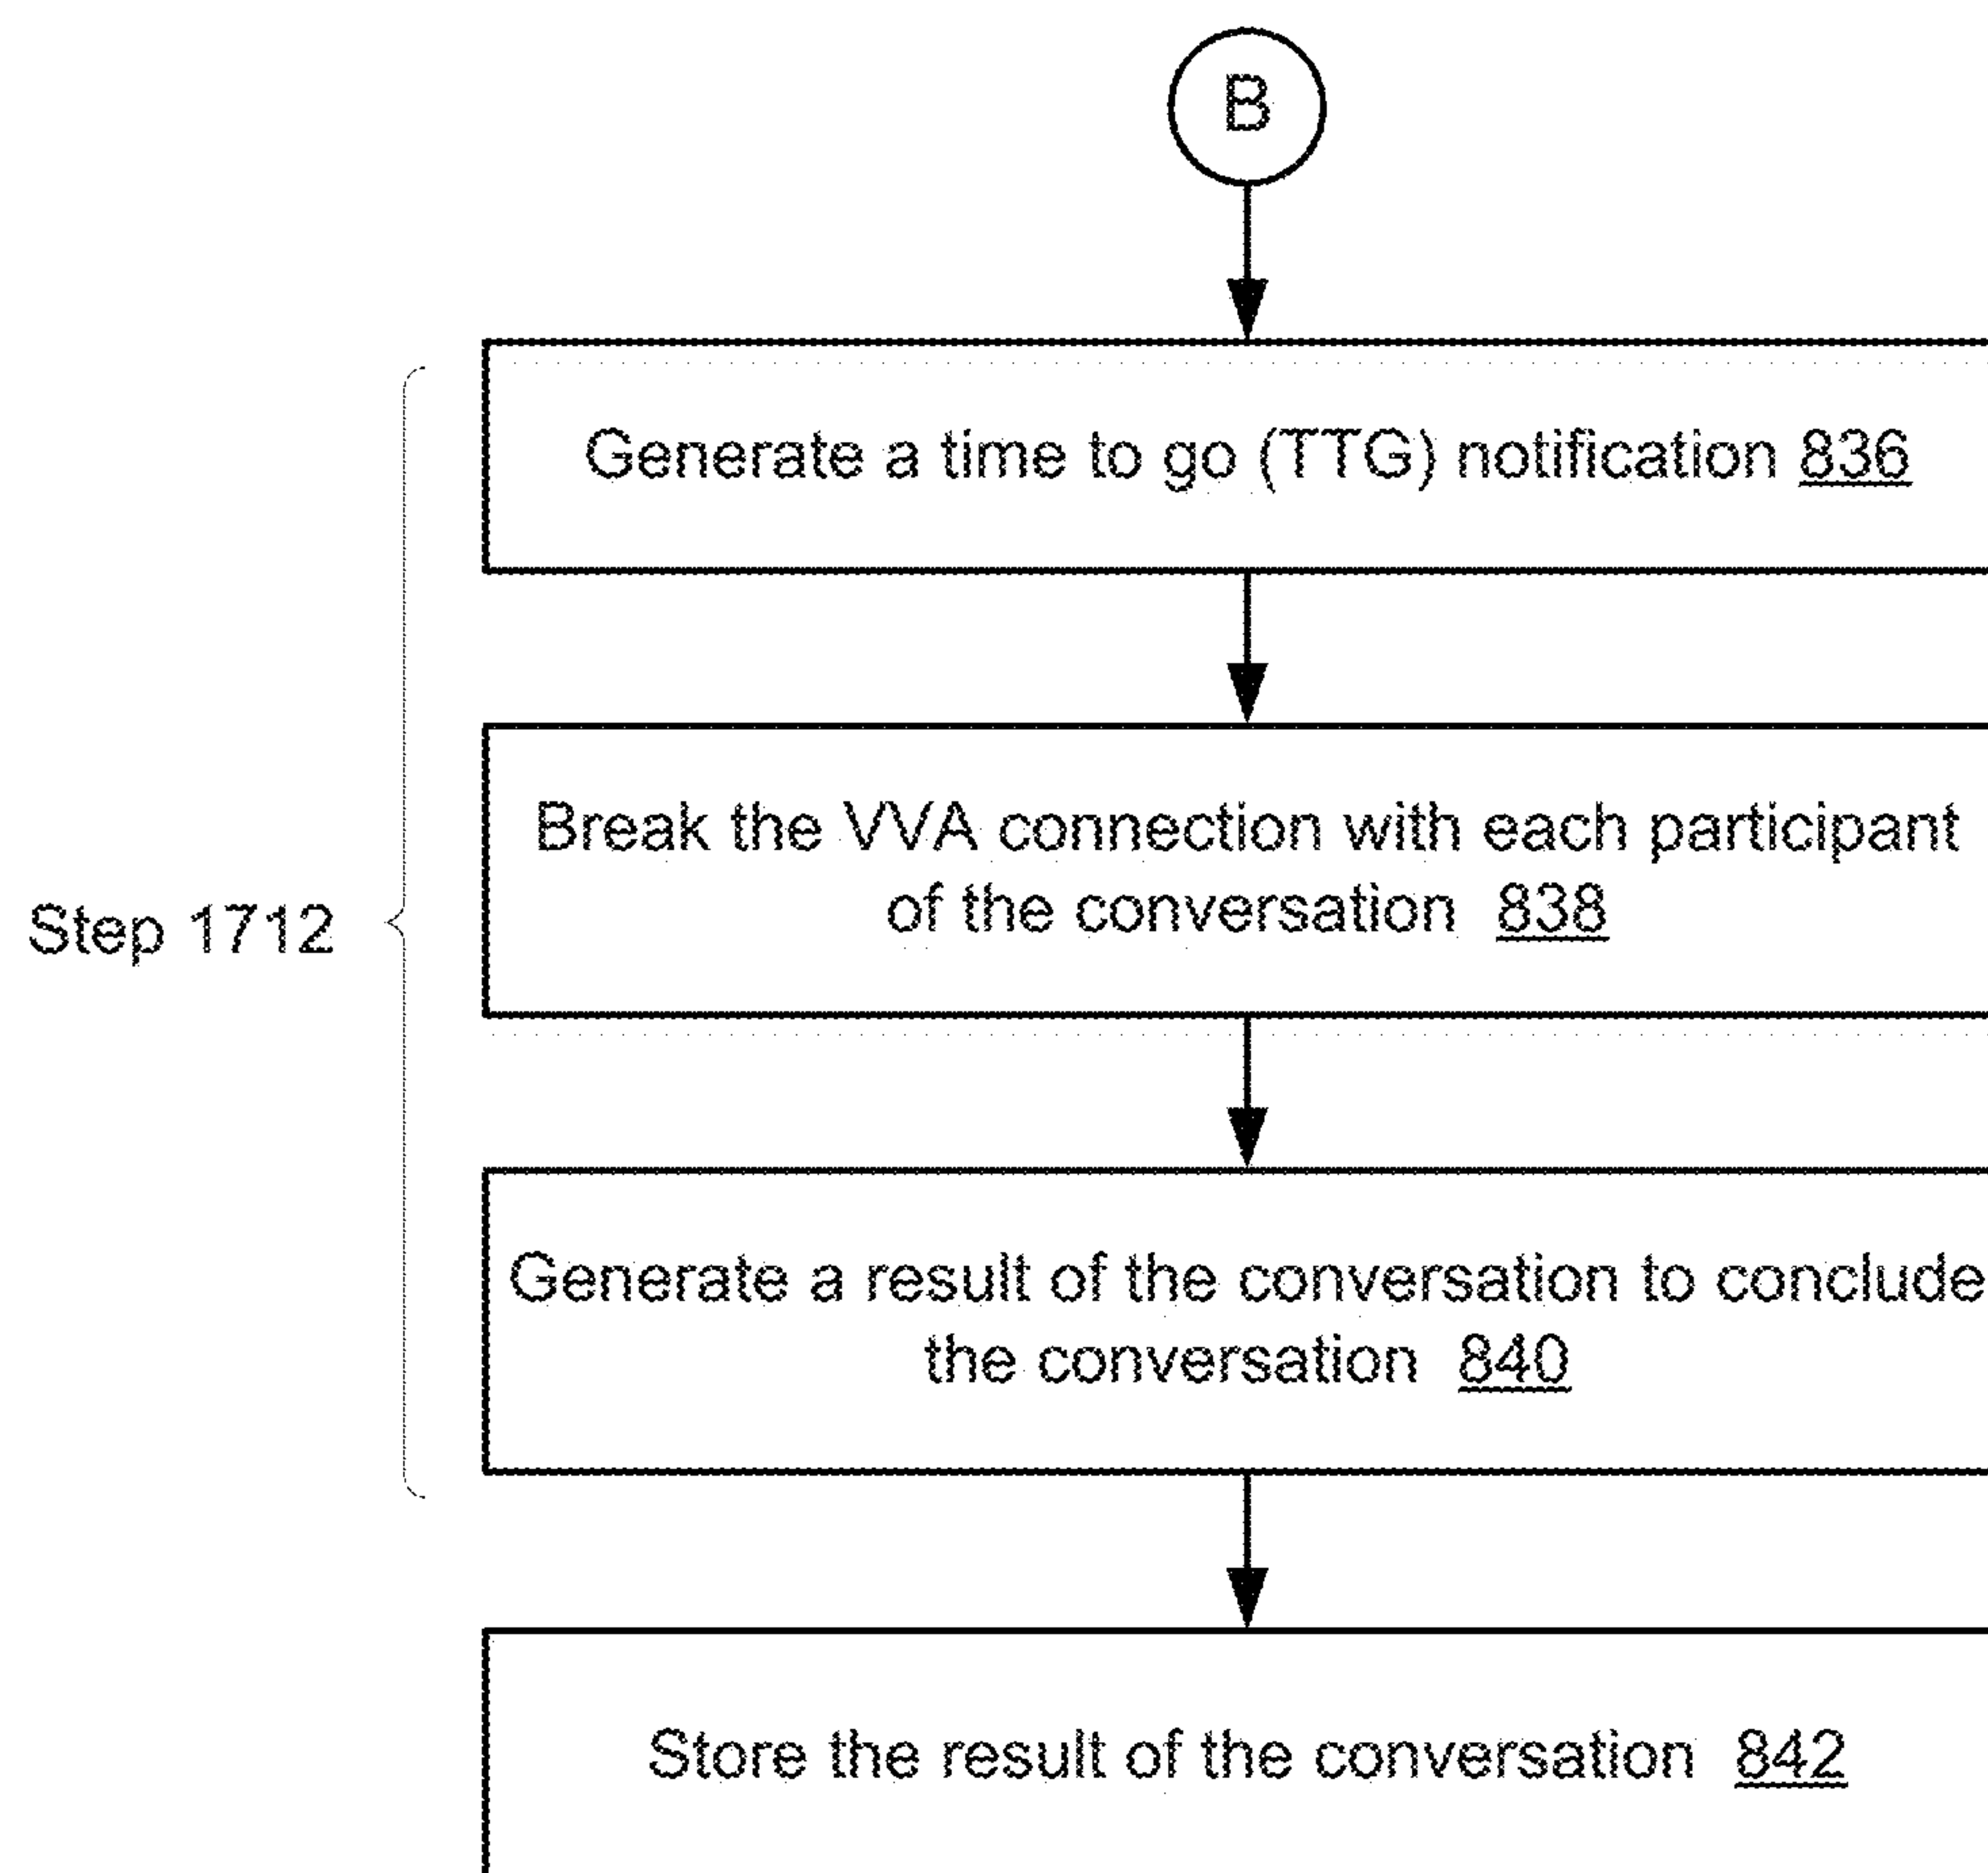 B
Generate a time to go (TTG) notification 836
Break the VVA connection with each participant
of the conversation 838
Step 1712
Generate a result of the conversation to conclude
the conversation 840
Store the result of the conversation 842